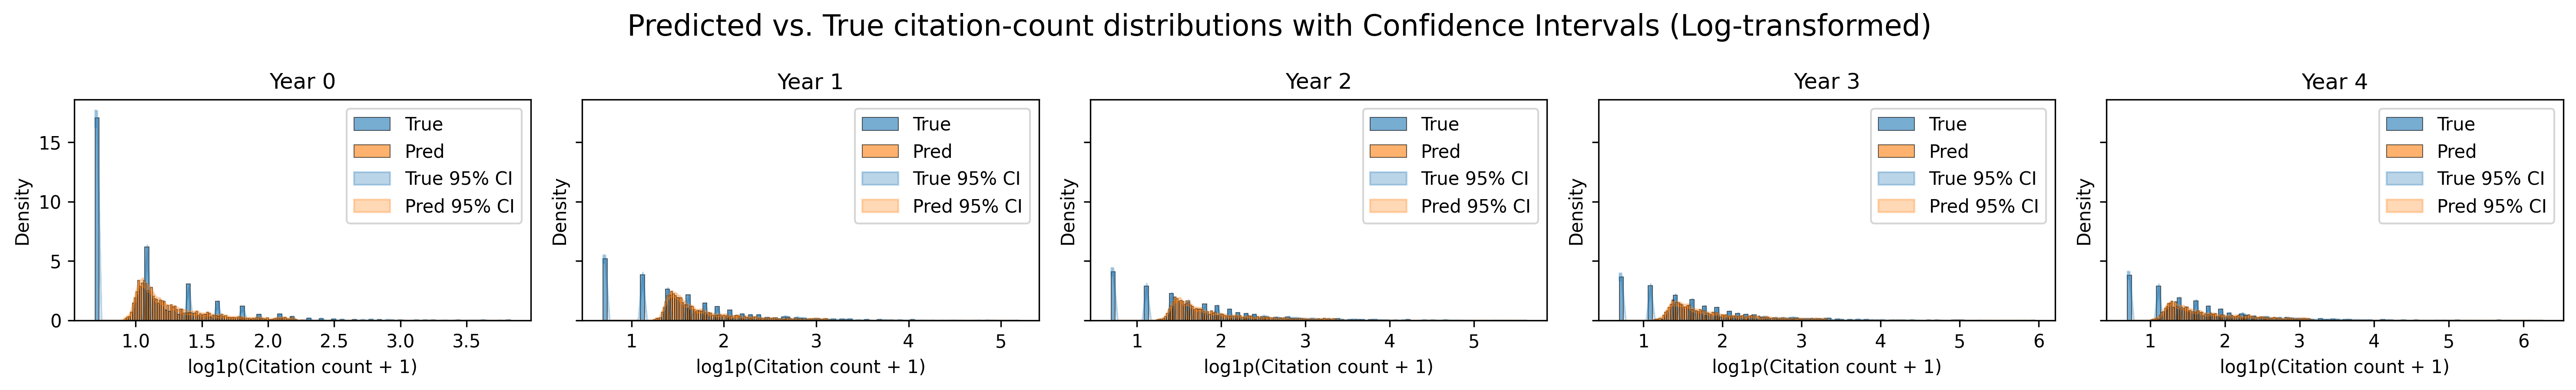 Predicted vs. True citation-count distributions with Confidence Intervals (Log-transformed)
Year 0
Density
15
10
5
0
True
Pred
True 95% CI
Pred 95% CI
1.0 1.5 2.0 2.5 3.0 3.5
log1p(Citation count + 1)
Year 1
Density
True
Pred
True 95% CI
Pred 95% CI
1 2 3 4 5
log1p(Citation count + 1)
Year 2
Density
True
Pred
True 95% CI
Pred 95% CI
1 2 3 4 5
log1p(Citation count + 1)
Year 3
Density
True
Pred
True 95% CI
Pred 95% CI
1 2 3 4 5 6
log1p(Citation count + 1)
Year 4
Density
True
Pred
True 95% CI
Pred 95% CI
1 2 3 4 5 6
log1p(Citation count + 1)